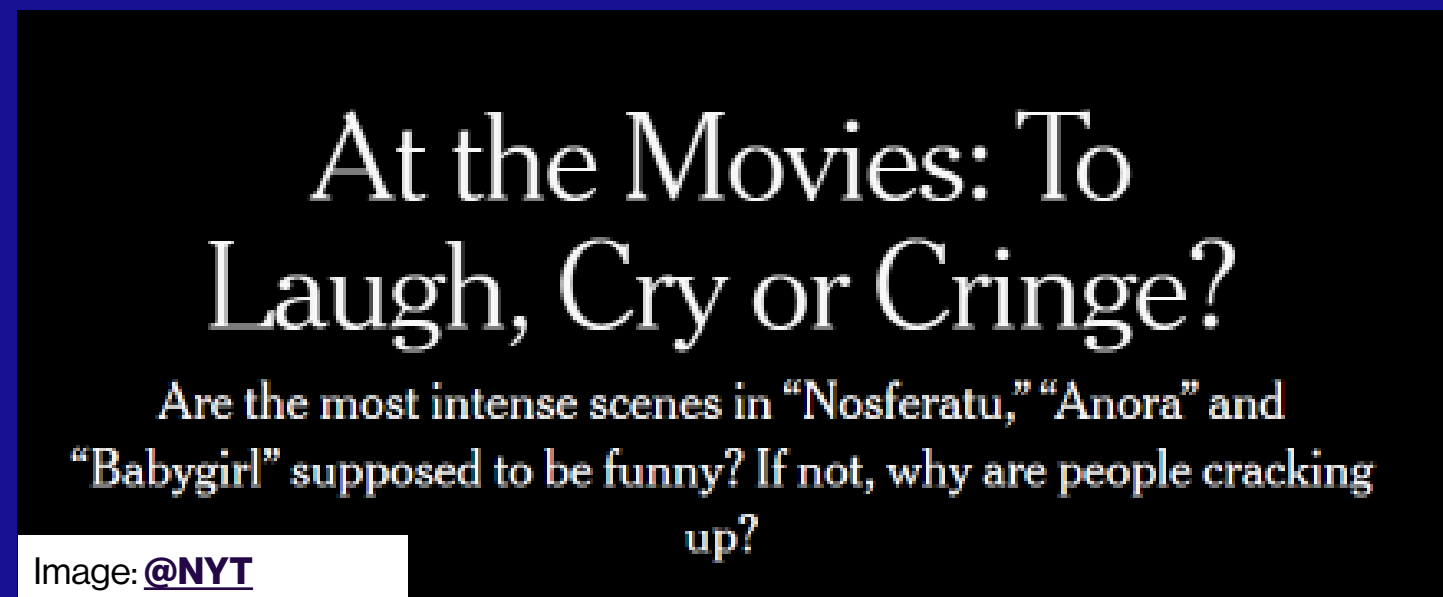 At the Movies: To
Laugh, Cry or Cringe?
Are the most intense scenes in “Nosferatu,” “Anora” and
“Babygirl” supposed to be funny? If not, why are people cracking
up?
Image: @NYT